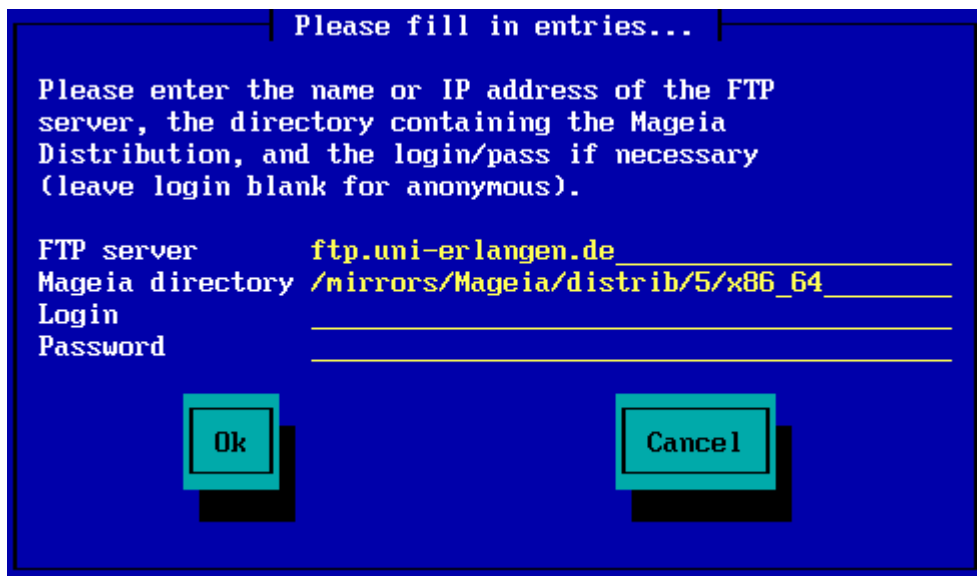 Please fill in entries...
Please enter the name or IP address of the FTP
server, the directory containing the Mageia
Distribution, and the login/pass if necessary
(leave login blank for anonymous).
FTP server ftp.uni-erlangen.de
Mageia directory /mirrors/Mageia/distrib/5/x86_64
Login
Password
Ok Cancel